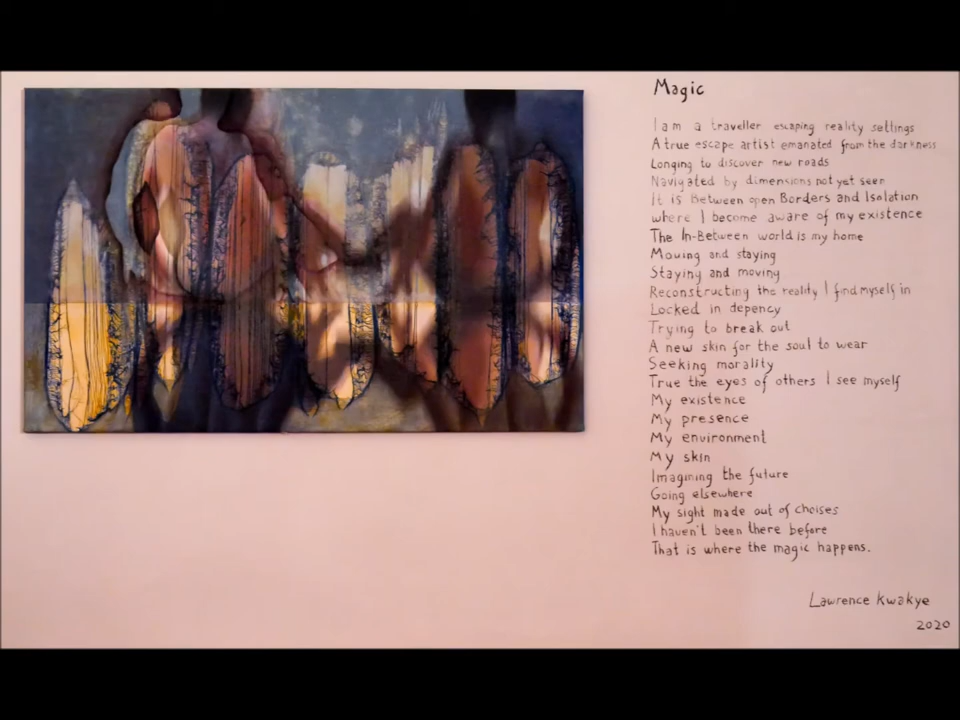 Magic
I am a traveller escaping reality settings
A true escape artist emanated from the darkness
Longing to discover new roads
Navigated by dimensions not yet seen
It is Between open Borders and Isolation
where I become aware of my existence
The In-Between world is my home
Moving and staying
Staying and moving
Reconstructing the reality I find myself in
Locked in depency
Trying to break out
A new skin for the soul to wear
Seeking morality
True the eyes of others I see myself
My existence
My presence
My environment
My skin
Imagining the future
Going elsewhere
My sight made out of choises
I haven't been there before
That is where the magic happens.
Lawrence Kwakye
2020